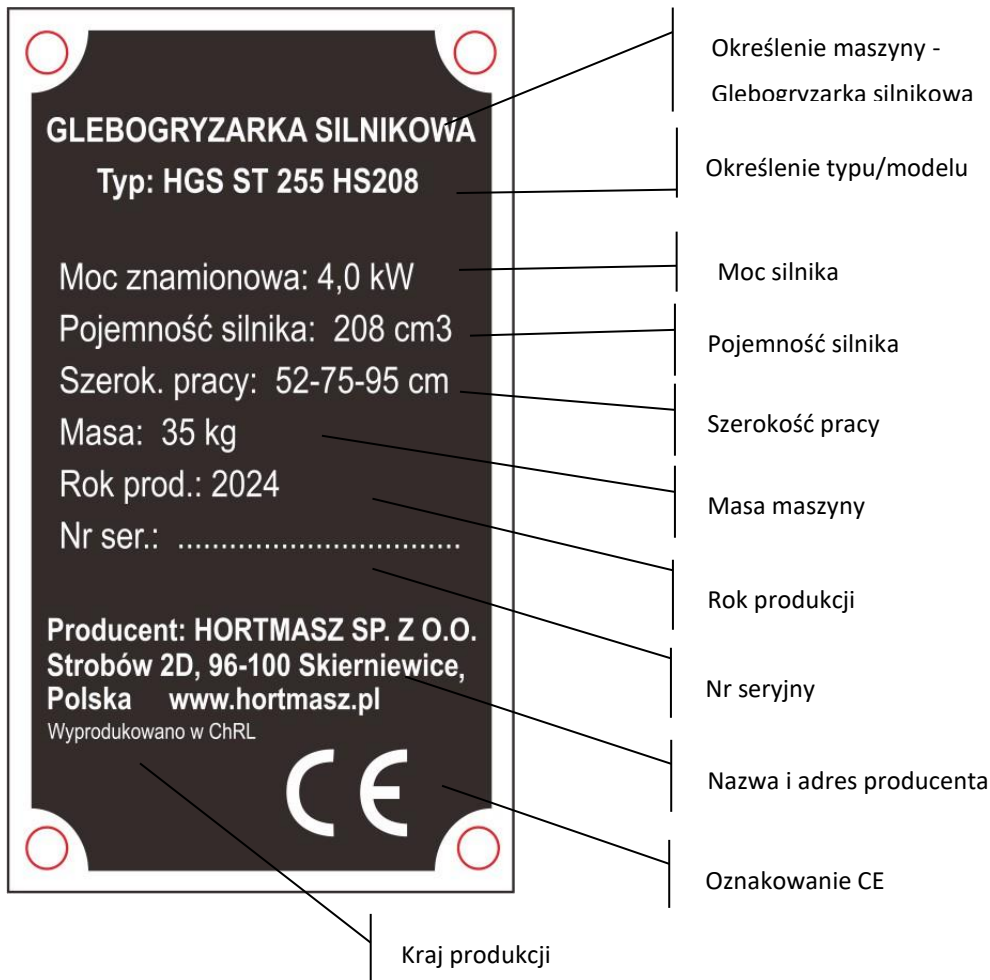 GLEBOGRYZARKA SILNIKOWA
Typ: HGS ST 255 HS208
Moc znamionowa: 4,0 kW
Pojemność silnika: 208 cm3
Szerok. pracy: 52-75-95 cm
Masa: 35 kg
Rok prod.: 2024
Nr ser.: .................................
Producent: HORTMASZ SP. Z O.O.
Strobów 2D, 96-100 Skierniewice,
Polska www.hortmasz.pl
Wyprodukowano w ChRL
CE
Określenie maszyny -
Glebogryzarka silnikowa
Określenie typu/modelu
Moc silnika
Pojemność silnika
Szerokość pracy
Masa maszyny
Rok produkcji
Nr seryjny
Nazwa i adres producenta
Oznakowanie CE
Kraj produkcji